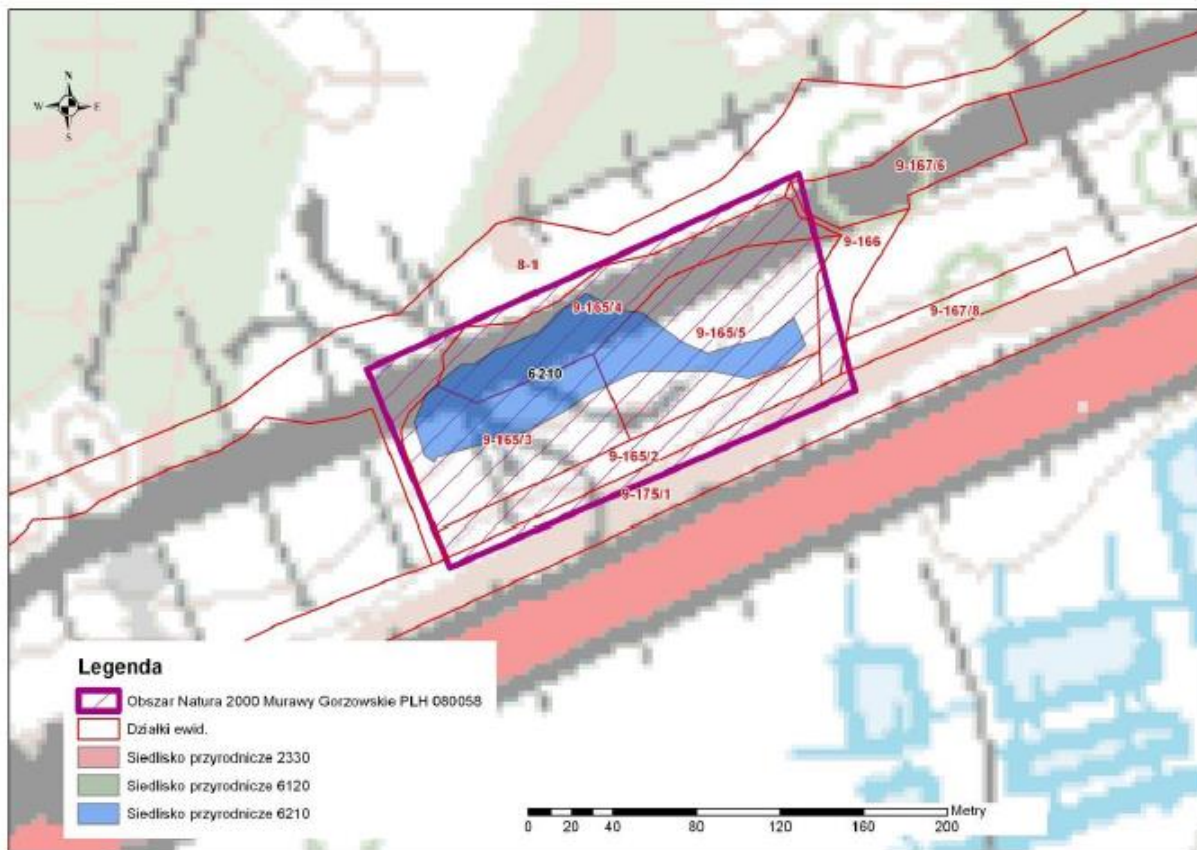 N
W E
S
9-167/6
9-166
8-1
9-165/4
9-167/8
9-165/5
6210
9-165/3
9-165/2
9-175/1
Legenda
Obszar Natura 2000 Murawy Gorzowskie PLH 080058
Działki ewid.
Siedlisko przyrodnicze 2330
Siedlisko przyrodnicze 6120
Siedlisko przyrodnicze 6210
Metry
0 20 40 80 120 160 200